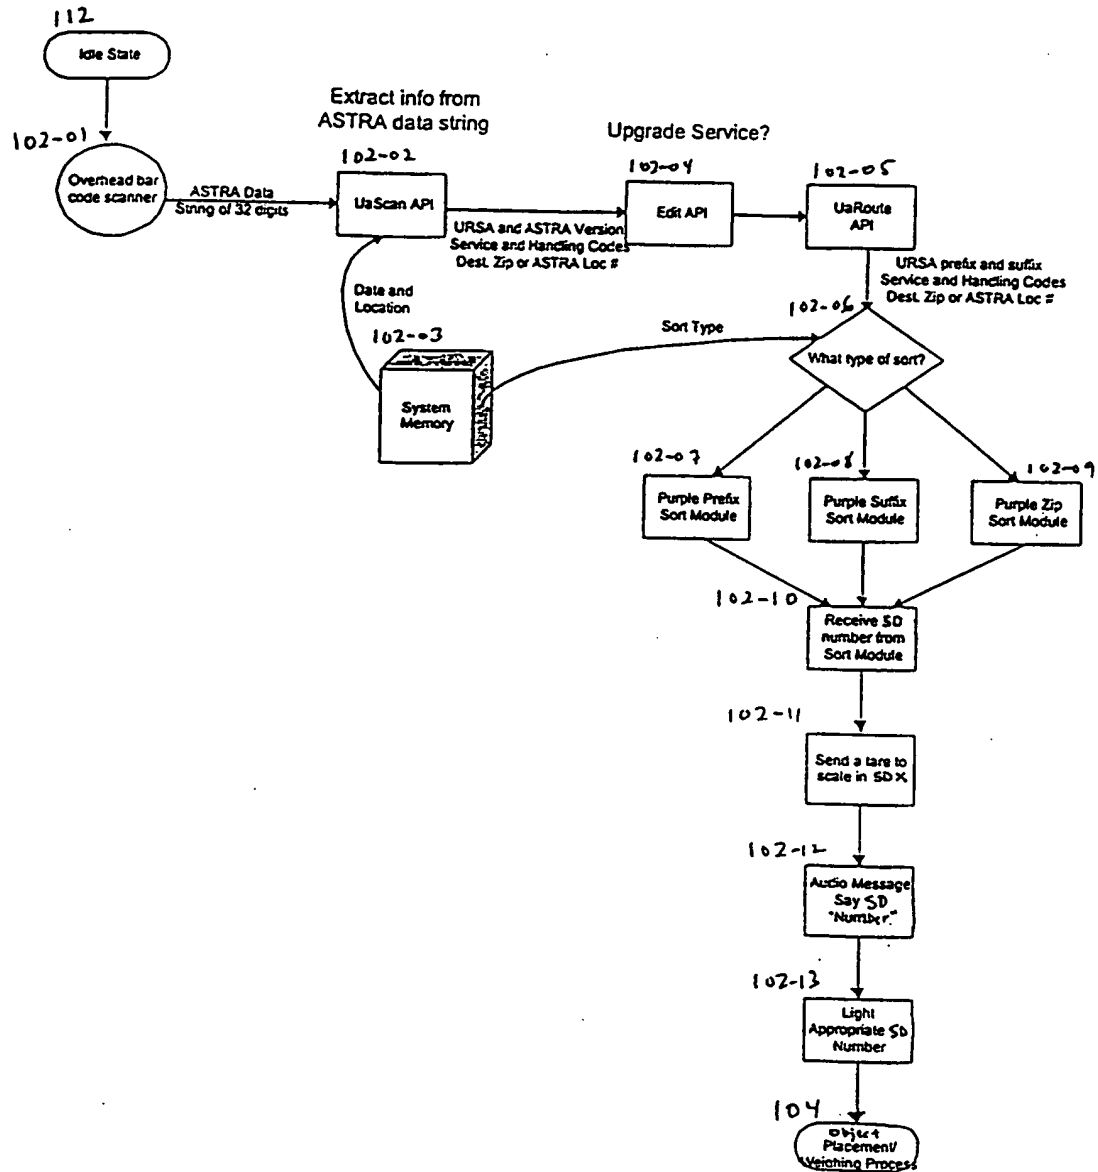 112
Idle State
Extract info from
ASTRA data string
Upgrade Service?
102-01
102-02
102-04
102-05
Overhead bar
code scanner
ASTRA Data
String of 32 digits
UaScan API
Edit API
UaRoute
API
URSA and ASTRA Version
Service and Handling Codes
Dest. Zip or ASTRA Loc #
URSA prefix and suffix
Service and Handling Codes
Dest. Zip or ASTRA Loc #
Date and
Location
102-03
System
Memory
Sort Type
102-06
What type of sort?
102-07
102-08
102-09
Purple Prefix
Sort Module
Purple Suffix
Sort Module
Purple Zip
Sort Module
102-10
Receive SD
number from
Sort Module
102-11
Send a tare to
scale in SDX
102-12
Audio Message
Say SD
"Number."
102-13
Light
Appropriate SD
Number
104
Object
Placement/
Weighing Process